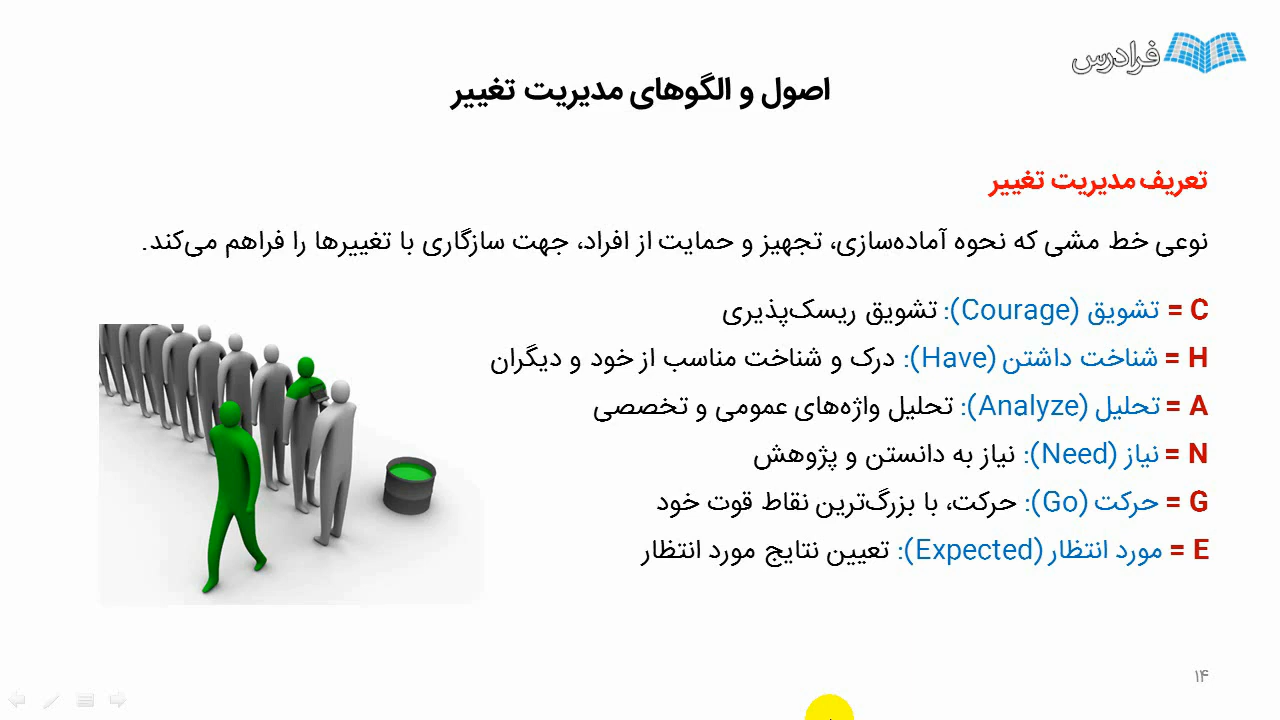 فرادرس
اصول و الگوهای مدیریت تغییر
تعریف مدیریت تغییر
نوعی خط مشی که نحوه آماده‌سازی، تجهیز و حمایت از افراد، جهت سازگاری با تغییرها را فراهم می‌کند.
C = تشویق (Courage): تشویق ریسک‌پذیری
H = شناخت داشتن (Have): درک و شناخت مناسب از خود و دیگران
A = تحلیل (Analyze): تحلیل واژه‌های عمومی و تخصصی
N = نیاز (Need): نیاز به دانستن و پژوهش
G = حرکت (Go): حرکت، با بزرگ‌ترین نقاط قوت خود
E = مورد انتظار (Expected): تعیین نتایج مورد انتظار
۱۴